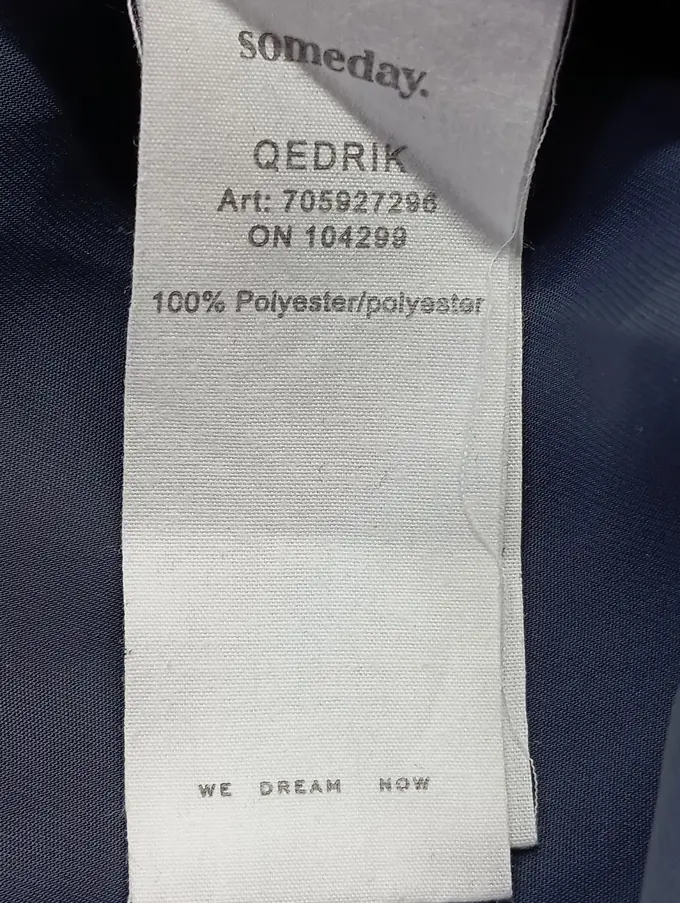 someday.
QEDRIK
Art: 705927296
ON 104299
100% Polyester/polyester
WE DREAM NOW